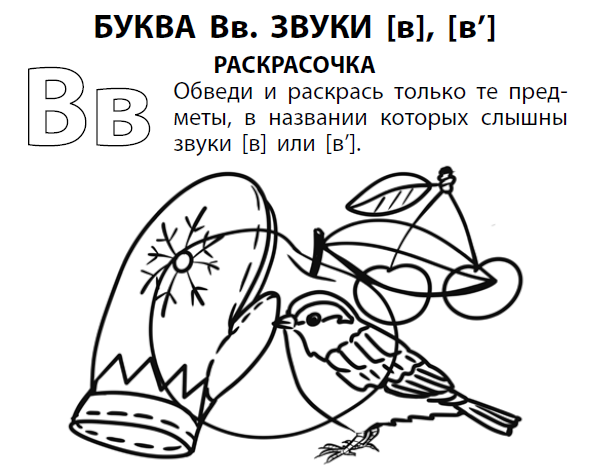 БУКВА Вв. ЗВУКИ [в], [в’]
РАСКРАСОЧКА
Вв
Обведи и раскрась только те пред-
меты, в названии которых слышны
звуки [в] или [в’].